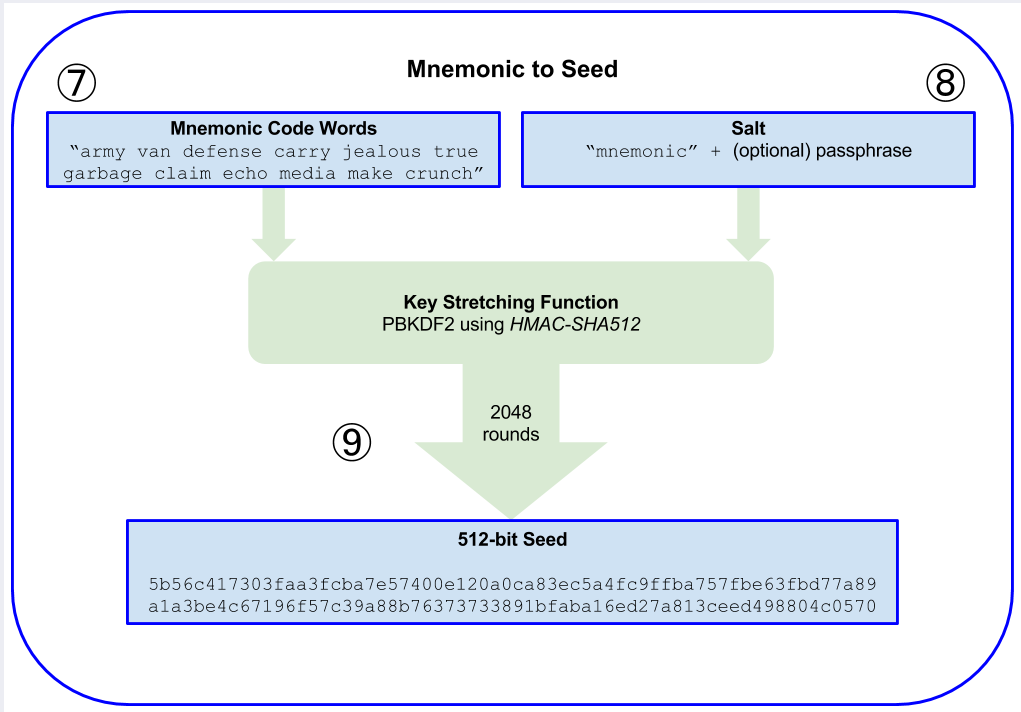 Mnemonic to Seed
⑦
⑧
Mnemonic Code Words
“army van defense carry jealous true
garbage claim echo media make crunch”
Salt
“mnemonic” + (optional) passphrase
Key Stretching Function
PBKDF2 using HMAC-SHA512
2048
rounds
⑨
512-bit Seed
5b56c417303faa3fcba7e57400e120a0ca83ec5a4fc9ffba757fbe63fbd77a89
a1a3be4c67196f57c39a88b76373733891bfaba16ed27a813ceed498804c0570